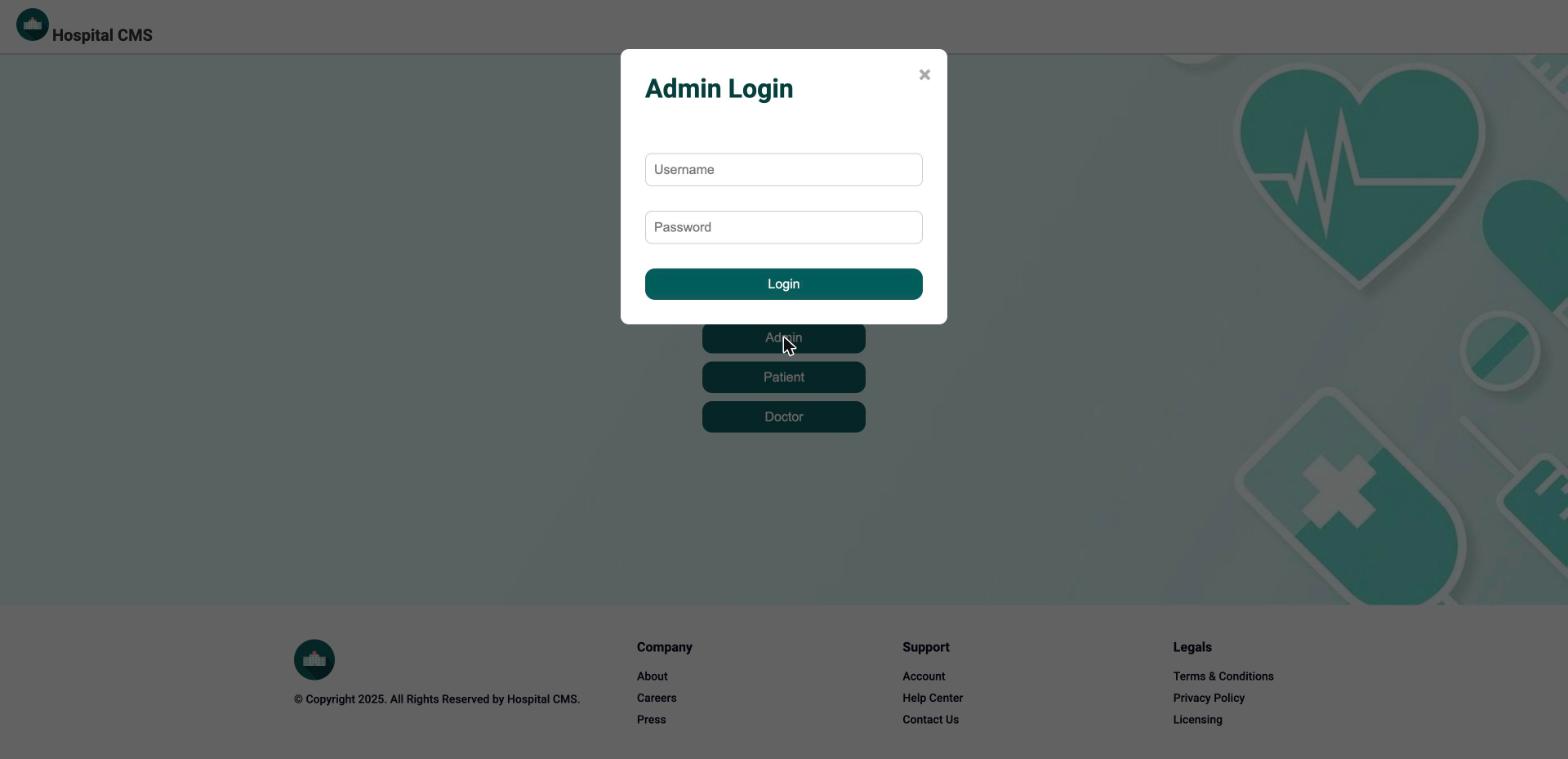 Hospital CMS
Admin Login
×
Username
Password
Login
Admin
Patient
Doctor
© Copyright 2025. All Rights Reserved by Hospital CMS.
Company
About
Careers
Press
Support
Account
Help Center
Contact Us
Legals
Terms & Conditions
Privacy Policy
Licensing